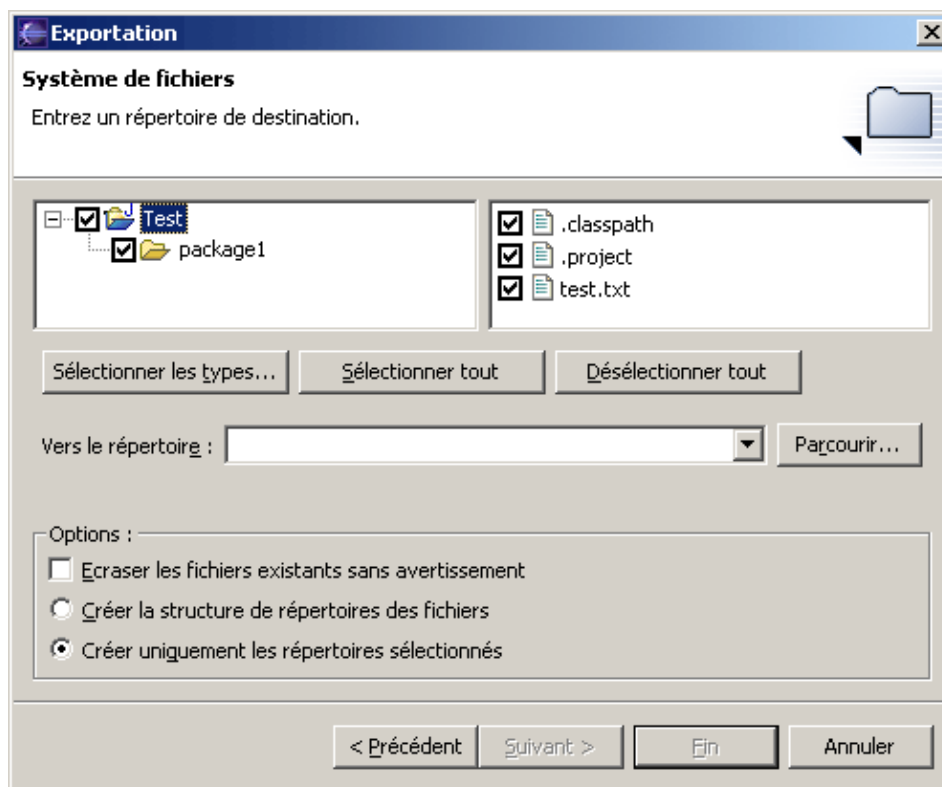 Exportation
Système de fichiers
Entrez un répertoire de destination.
Test
package1
.classpath
.project
test.txt
Sélectionner les types... Sélectionner tout Désélectionner tout
Vers le répertoire : Parcourir...
Options :
Ecraser les fichiers existants sans avertissement
Créer la structure de répertoires des fichiers
Créer uniquement les répertoires sélectionnés
< Précédent Suivant > Fin Annuler